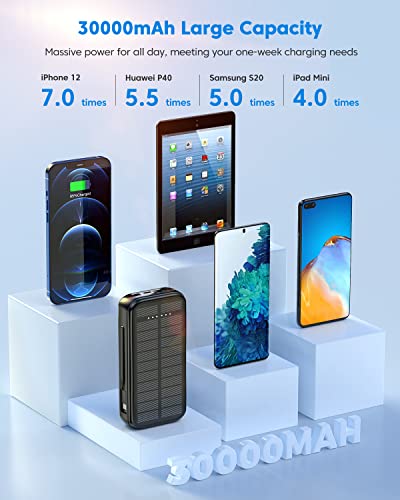 30000mAh Large Capacity
Massive power for all day, meeting your one-week charging needs
iPhone 12 Huawei P40 Samsung S20 iPad Mini
7.0 times 5.5 times 5.0 times 4.0 times
30000MAH